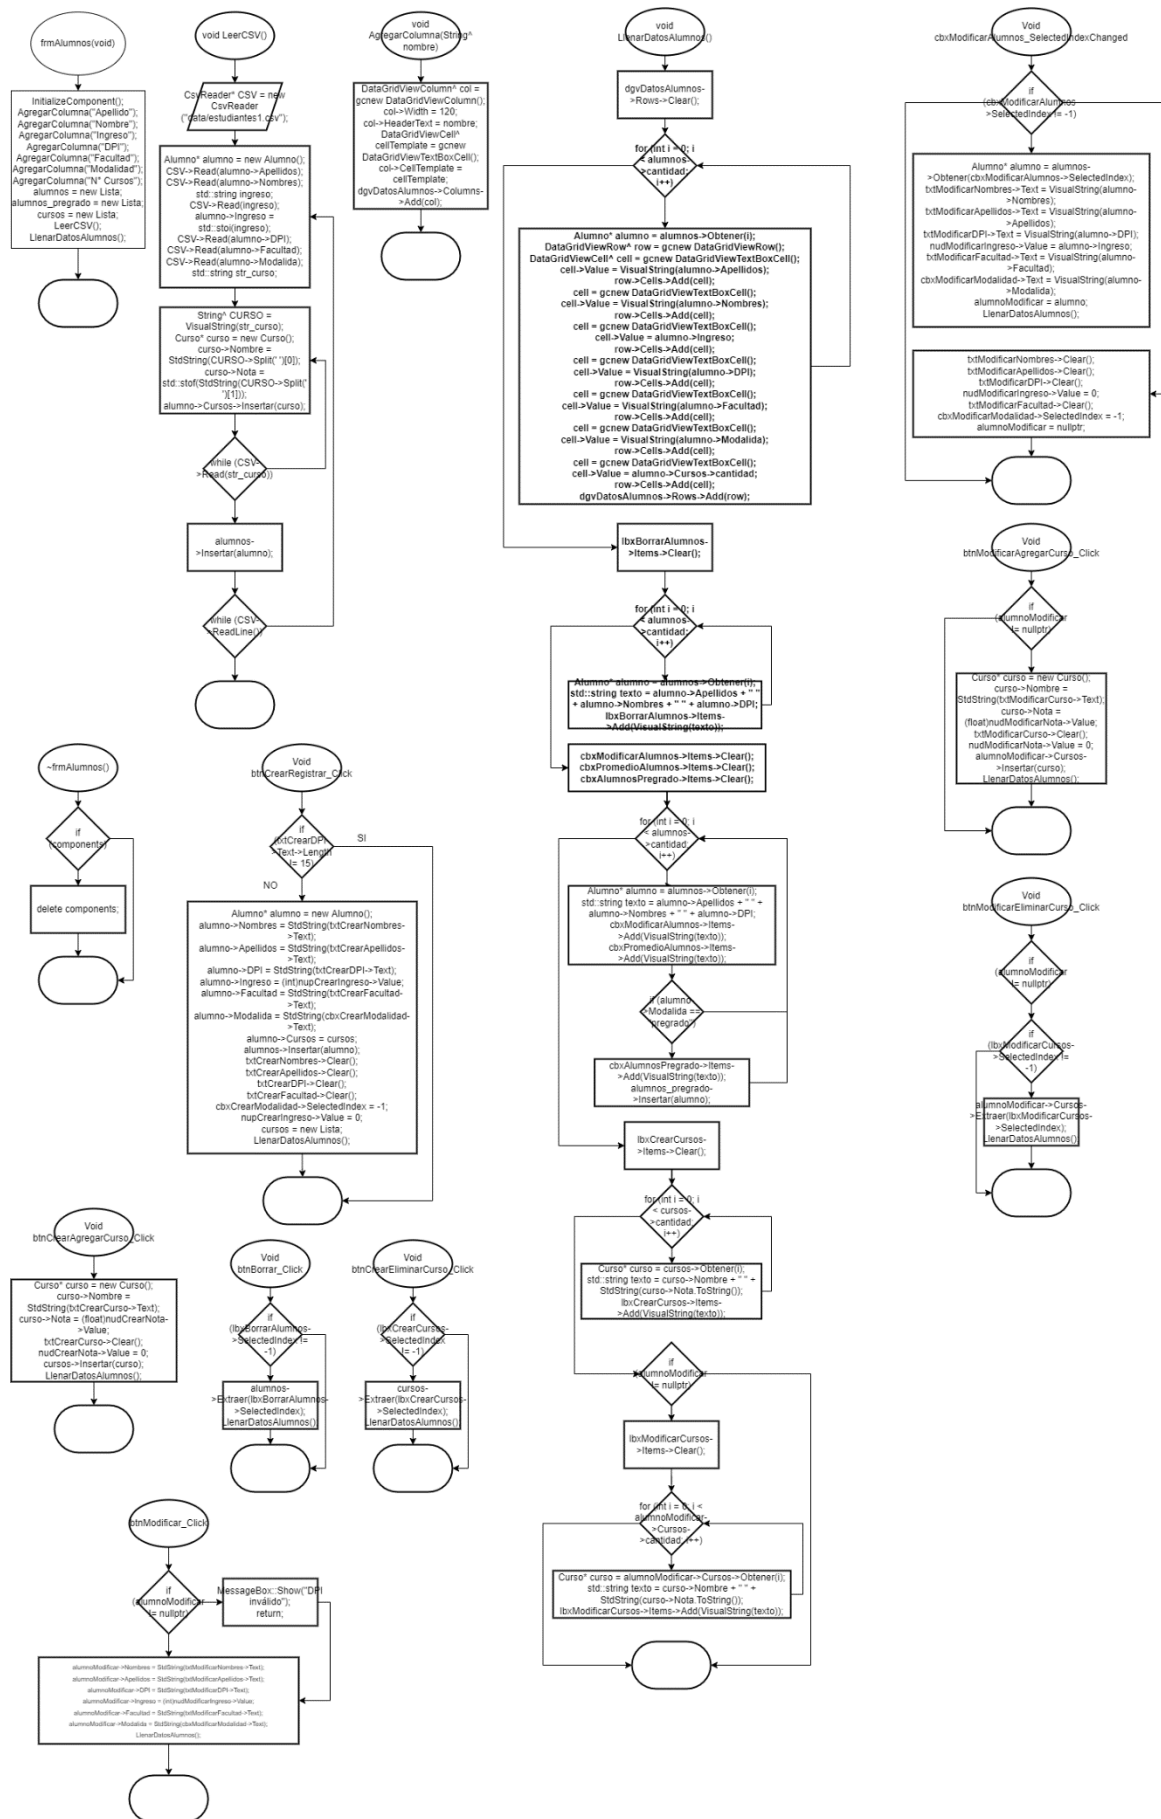 frmAlumnos(void)
InitializeComponent();
AgregarColumna("Apellido");
AgregarColumna("Nombre");
AgregarColumna("Ingreso");
AgregarColumna("DPI");
AgregarColumna("Facultad");
AgregarColumna("Modalidad");
AgregarColumna("N° Cursos");
alumnos = new Lista;
alumnos_pregrado = new Lista;
cursos = new Lista;
LeerCSV();
LlenarDatosAlumnos();
void LeerCSV()
CsvReader* CSV = new
CsvReader
("data/estudiantes1.csv");
Alumno* alumno = new Alumno();
CSV->Read(alumno->Apellidos);
CSV->Read(alumno->Nombres);
std::string ingreso;
CSV->Read(ingreso);
alumno->Ingreso =
std::stoi(ingreso);
CSV->Read(alumno->DPI);
CSV->Read(alumno->Facultad);
CSV->Read(alumno->Modalida);
std::string str_curso;
String^ CURSO =
VisualString(str_curso);
Curso* curso = new Curso();
curso->Nombre =
StdString(CURSO->Split(' ')[0]);
curso->Nota =
std::stof(StdString(CURSO->Split('
')[1]));
alumno->Cursos->Insertar(curso);
while (CSV-
>Read(str_curso))
alumnos-
>Insertar(alumno);
while (CSV-
>ReadLine())
void
AgregarColumna(String^
nombre)
DataGridViewColumn^ col =
gcnew DataGridViewColumn();
col->Width = 120;
col->HeaderText = nombre;
DataGridViewCell^
cellTemplate = gcnew
DataGridViewTextBoxCell();
col->CellTemplate =
cellTemplate;
dgvDatosAlumnos->Columns-
>Add(col);
void
LlenarDatosAlumnos()
dgvDatosAlumnos-
>Rows->Clear();
for (int i = 0; i
< alumnos-
>cantidad;
i++)
Alumno* alumno = alumnos->Obtener(i);
DataGridViewRow^ row = gcnew DataGridViewRow();
DataGridViewCell^ cell = gcnew DataGridViewTextBoxCell();
cell->Value = VisualString(alumno->Apellidos);
row->Cells->Add(cell);
cell = gcnew DataGridViewTextBoxCell();
cell->Value = VisualString(alumno->Nombres);
row->Cells->Add(cell);
cell = gcnew DataGridViewTextBoxCell();
cell->Value = alumno->Ingreso;
row->Cells->Add(cell);
cell = gcnew DataGridViewTextBoxCell();
cell->Value = VisualString(alumno->DPI);
row->Cells->Add(cell);
cell = gcnew DataGridViewTextBoxCell();
cell->Value = VisualString(alumno->Facultad);
row->Cells->Add(cell);
cell = gcnew DataGridViewTextBoxCell();
cell->Value = VisualString(alumno->Modalida);
row->Cells->Add(cell);
cell = gcnew DataGridViewTextBoxCell();
cell->Value = alumno->Cursos->cantidad;
row->Cells->Add(cell);
dgvDatosAlumnos->Rows->Add(row);
lbxBorrarAlumnos-
>Items->Clear();
for (int i = 0; i
< alumnos-
>cantidad;
i++)
Alumno* alumno = alumnos->Obtener(i);
std::string texto = alumno->Apellidos + " "
+ alumno->Nombres + " " + alumno->DPI;
lbxBorrarAlumnos->Items-
>Add(VisualString(texto));
cbxModificarAlumnos->Items->Clear();
cbxPromedioAlumnos->Items->Clear();
cbxAlumnosPregrado->Items->Clear();
for (int i = 0; i
< alumnos-
>cantidad;
i++)
Alumno* alumno = alumnos->Obtener(i);
std::string texto = alumno->Apellidos + " " +
alumno->Nombres + " " + alumno->DPI;
cbxModificarAlumnos->Items-
>Add(VisualString(texto));
cbxPromedioAlumnos->Items-
>Add(VisualString(texto));
if (alumno-
>Modalida ==
"pregrado")
cbxAlumnosPregrado->Items-
>Add(VisualString(texto));
alumnos_pregrado-
>Insertar(alumno);
lbxCrearCursos-
>Items->Clear();
for (int i = 0; i
< cursos-
>cantidad;
i++)
Curso* curso = cursos->Obtener(i);
std::string texto = curso->Nombre + " " +
StdString(curso->Nota.ToString());
lbxCrearCursos->Items-
>Add(VisualString(texto));
if
(alumnoModificar
!= nullptr)
lbxModificarCursos-
>Items->Clear();
for (int i = 0; i <
alumnoModificar-
>Cursos-
>cantidad; i++)
Curso* curso = alumnoModificar->Cursos->Obtener(i);
std::string texto = curso->Nombre + " " +
StdString(curso->Nota.ToString());
lbxModificarCursos->Items->Add(VisualString(texto));
Void
cbxModificarAlumnos_SelectedIndexChanged
if
(cbxModificarAlumnos-
>SelectedIndex != -1)
Alumno* alumno = alumnos-
>Obtener(cbxModificarAlumnos->SelectedIndex);
txtModificarNombres->Text = VisualString(alumno-
>Nombres);
txtModificarApellidos->Text = VisualString(alumno-
>Apellidos);
txtModificarDPI->Text = VisualString(alumno->DPI);
nudModificarIngreso->Value = alumno->Ingreso;
txtModificarFacultad->Text = VisualString(alumno-
>Facultad);
cbxModificarModalidad->Text = VisualString(alumno-
>Modalida);
alumnoModificar = alumno;
LlenarDatosAlumnos();
txtModificarNombres->Clear();
txtModificarApellidos->Clear();
txtModificarDPI->Clear();
nudModificarIngreso->Value = 0;
txtModificarFacultad->Clear();
cbxModificarModalidad->SelectedIndex = -1;
alumnoModificar = nullptr;
Void
btnModificarAgregarCurso_Click
if
(alumnoModificar
!= nullptr)
Curso* curso = new Curso();
curso->Nombre =
StdString(txtModificarCurso->Text);
curso->Nota =
(float)nudModificarNota->Value;
txtModificarCurso->Clear();
nudModificarNota->Value = 0;
alumnoModificar->Cursos-
>Insertar(curso);
LlenarDatosAlumnos();
Void
btnModificarEliminarCurso_Click
if
(alumnoModificar
!= nullptr)
if
(lbxModificarCursos-
>SelectedIndex !=
-1)
alumnoModificar->Cursos-
>Extraer(lbxModificarCursos-
>SelectedIndex);
LlenarDatosAlumnos()
~frmAlumnos()
if
(components)
delete components;
Void
btnCrearRegistrar_Click
if
(txtCrearDPI-
>Text->Length
!= 15)
SI
NO
Alumno* alumno = new Alumno();
alumno->Nombres = StdString(txtCrearNombres-
>Text);
alumno->Apellidos = StdString(txtCrearApellidos-
>Text);
alumno->DPI = StdString(txtCrearDPI->Text);
alumno->Ingreso = (int)nupCrearIngreso->Value;
alumno->Facultad = StdString(txtCrearFacultad-
>Text);
alumno->Modalida = StdString(cbxCrearModalidad-
>Text);
alumno->Cursos = cursos;
alumnos->Insertar(alumno);
txtCrearNombres->Clear();
txtCrearApellidos->Clear();
txtCrearDPI->Clear();
txtCrearFacultad->Clear();
cbxCrearModalidad->SelectedIndex = -1;
nupCrearIngreso->Value = 0;
cursos = new Lista;
LlenarDatosAlumnos();
Void
btnCrearAgregarCurso_Click
Curso* curso = new Curso();
curso->Nombre =
StdString(txtCrearCurso->Text);
curso->Nota = (float)nudCrearNota-
>Value;
txtCrearCurso->Clear();
nudCrearNota->Value = 0;
cursos->Insertar(curso);
LlenarDatosAlumnos();
Void
btnBorrar_Click
if
(lbxBorrarAlumnos-
>SelectedIndex !=
-1)
alumnos-
>Extraer(lbxBorrarAlumnos-
>SelectedIndex);
LlenarDatosAlumnos()
Void
btnCrearEliminarCurso_Click
if
(lbxCrearCursos-
>SelectedIndex
!= -1)
cursos-
>Extraer(lbxCrearCursos-
>SelectedIndex);
LlenarDatosAlumnos()
btnModificar_Click
if
(alumnoModificar
!= nullptr)
MessageBox::Show("DPI
inválido");
return;
alumnoModificar->Nombres = StdString(txtModificarNombres->Text);
alumnoModificar->Apellidos = StdString(txtModificarApellidos->Text);
alumnoModificar->DPI = StdString(txtModificarDPI->Text);
alumnoModificar->Ingreso = (int)nudModificarIngreso->Value;
alumnoModificar->Facultad = StdString(txtModificarFacultad->Text);
alumnoModificar->Modalida = StdString(cbxModificarModalidad->Text);
LlenarDatosAlumnos();